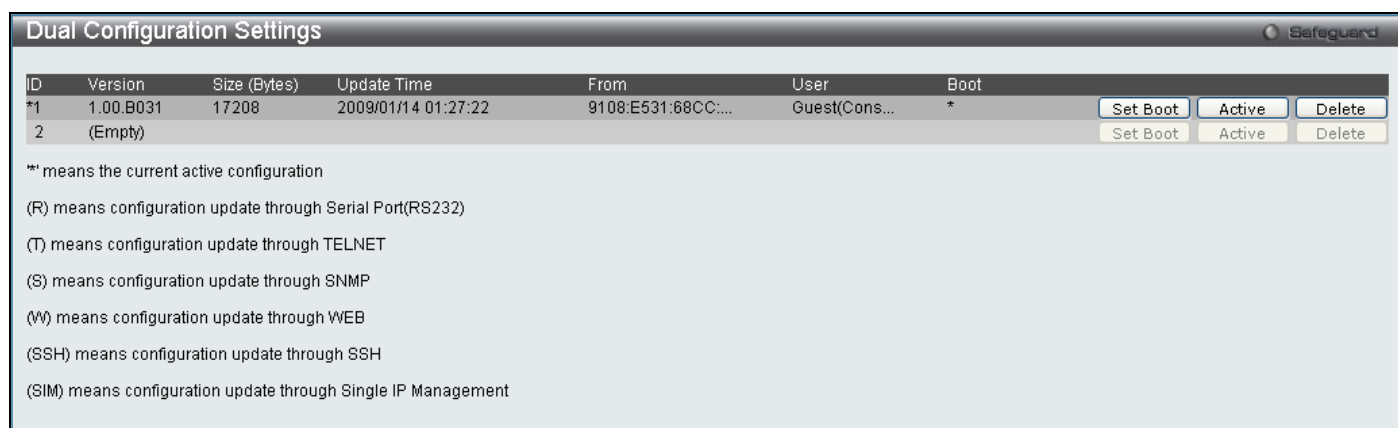 Dual Configuration Settings Safeguard
ID Version Size (Bytes) Update Time From User Boot
*1 1.00.B031 17208 2009/01/14 01:27:22 9108:E531:68CC:... Guest(Cons... * Set Boot Active Delete
2 (Empty) Set Boot Active Delete
'*' means the current active configuration
(R) means configuration update through Serial Port(RS232)
(T) means configuration update through TELNET
(S) means configuration update through SNMP
(W) means configuration update through WEB
(SSH) means configuration update through SSH
(SIM) means configuration update through Single IP Management